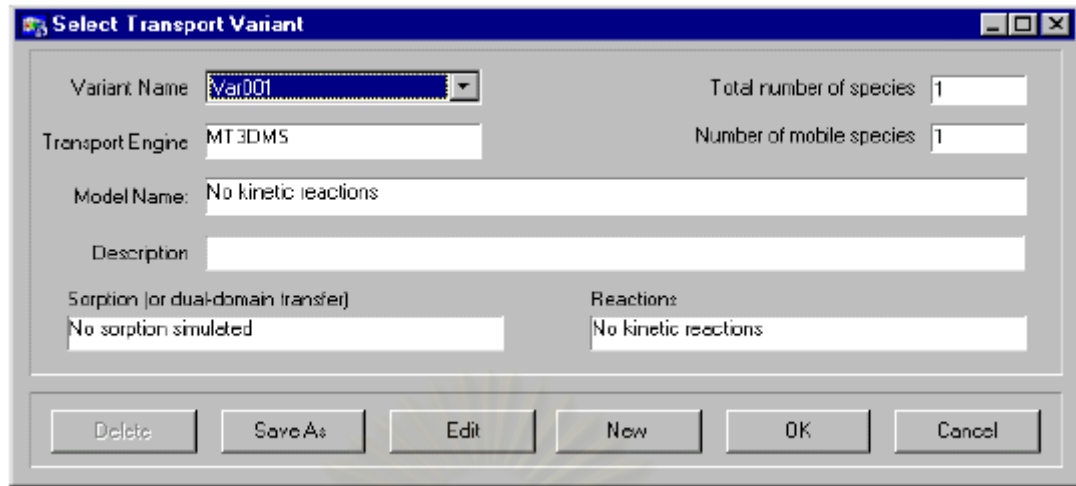 Select Transport Variant
Variant Name Var001 Total number of species 1
Transport Engine MT3DMS Number of mobile species 1
Model Name: No kinetic reactions
Description
Sorption (or dual-domain transfer) Reactions
No sorption simulated No kinetic reactions
Delete Save As Edit New OK Cancel